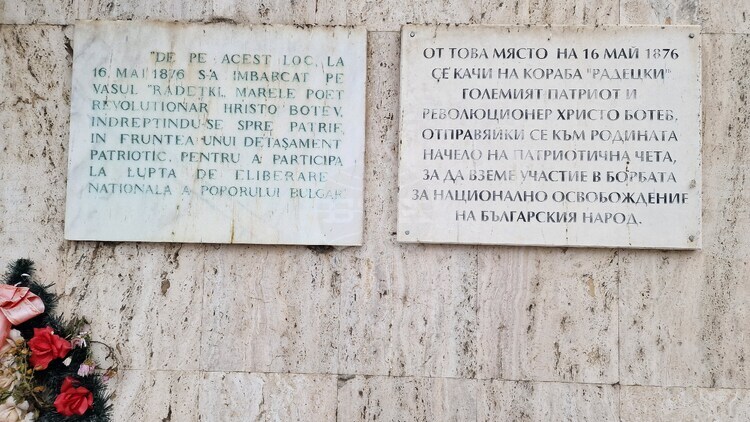 "DE PE ACEST LOC, LA
16. MAI 1876 S-A IMBARCAT PE
VASUL "RADETKI, MARELE POET
REVOLUTIONAR HRISTO BOTEV,
INDREPTINDU-SE SPRE PATRIE,
IN FRUNTEA UNUI DETAȘAMENT
PATRIOTIC, PENTRU A PARTICIPA
LA LUPTA DE ELIBERARE
NATIONALA A POPORULUI BULGAR
ОТ ТОВА МЯСТО НА 16 МАЙ 1876
СЕ КАЧИ НА КОРАБА "РАДЕЦКИ"
ГОЛЕМИЯТ ПАТРИОТ И
РЕВОЛЮЦИОНЕР ХРИСТО БОТЕВ,
ОТПРАВЯЙКИ СЕ КЪМ РОДИНАТА
НАЧЕЛО НА ПАТРИОТИЧНА ЧЕТА,
ЗА ДА ВЗЕМЕ УЧАСТИЕ В БОРБАТА
ЗА НАЦИОНАЛНО ОСВОБОЖДЕНИЕ
НА БЪЛГАРСКИЯ НАРОД.